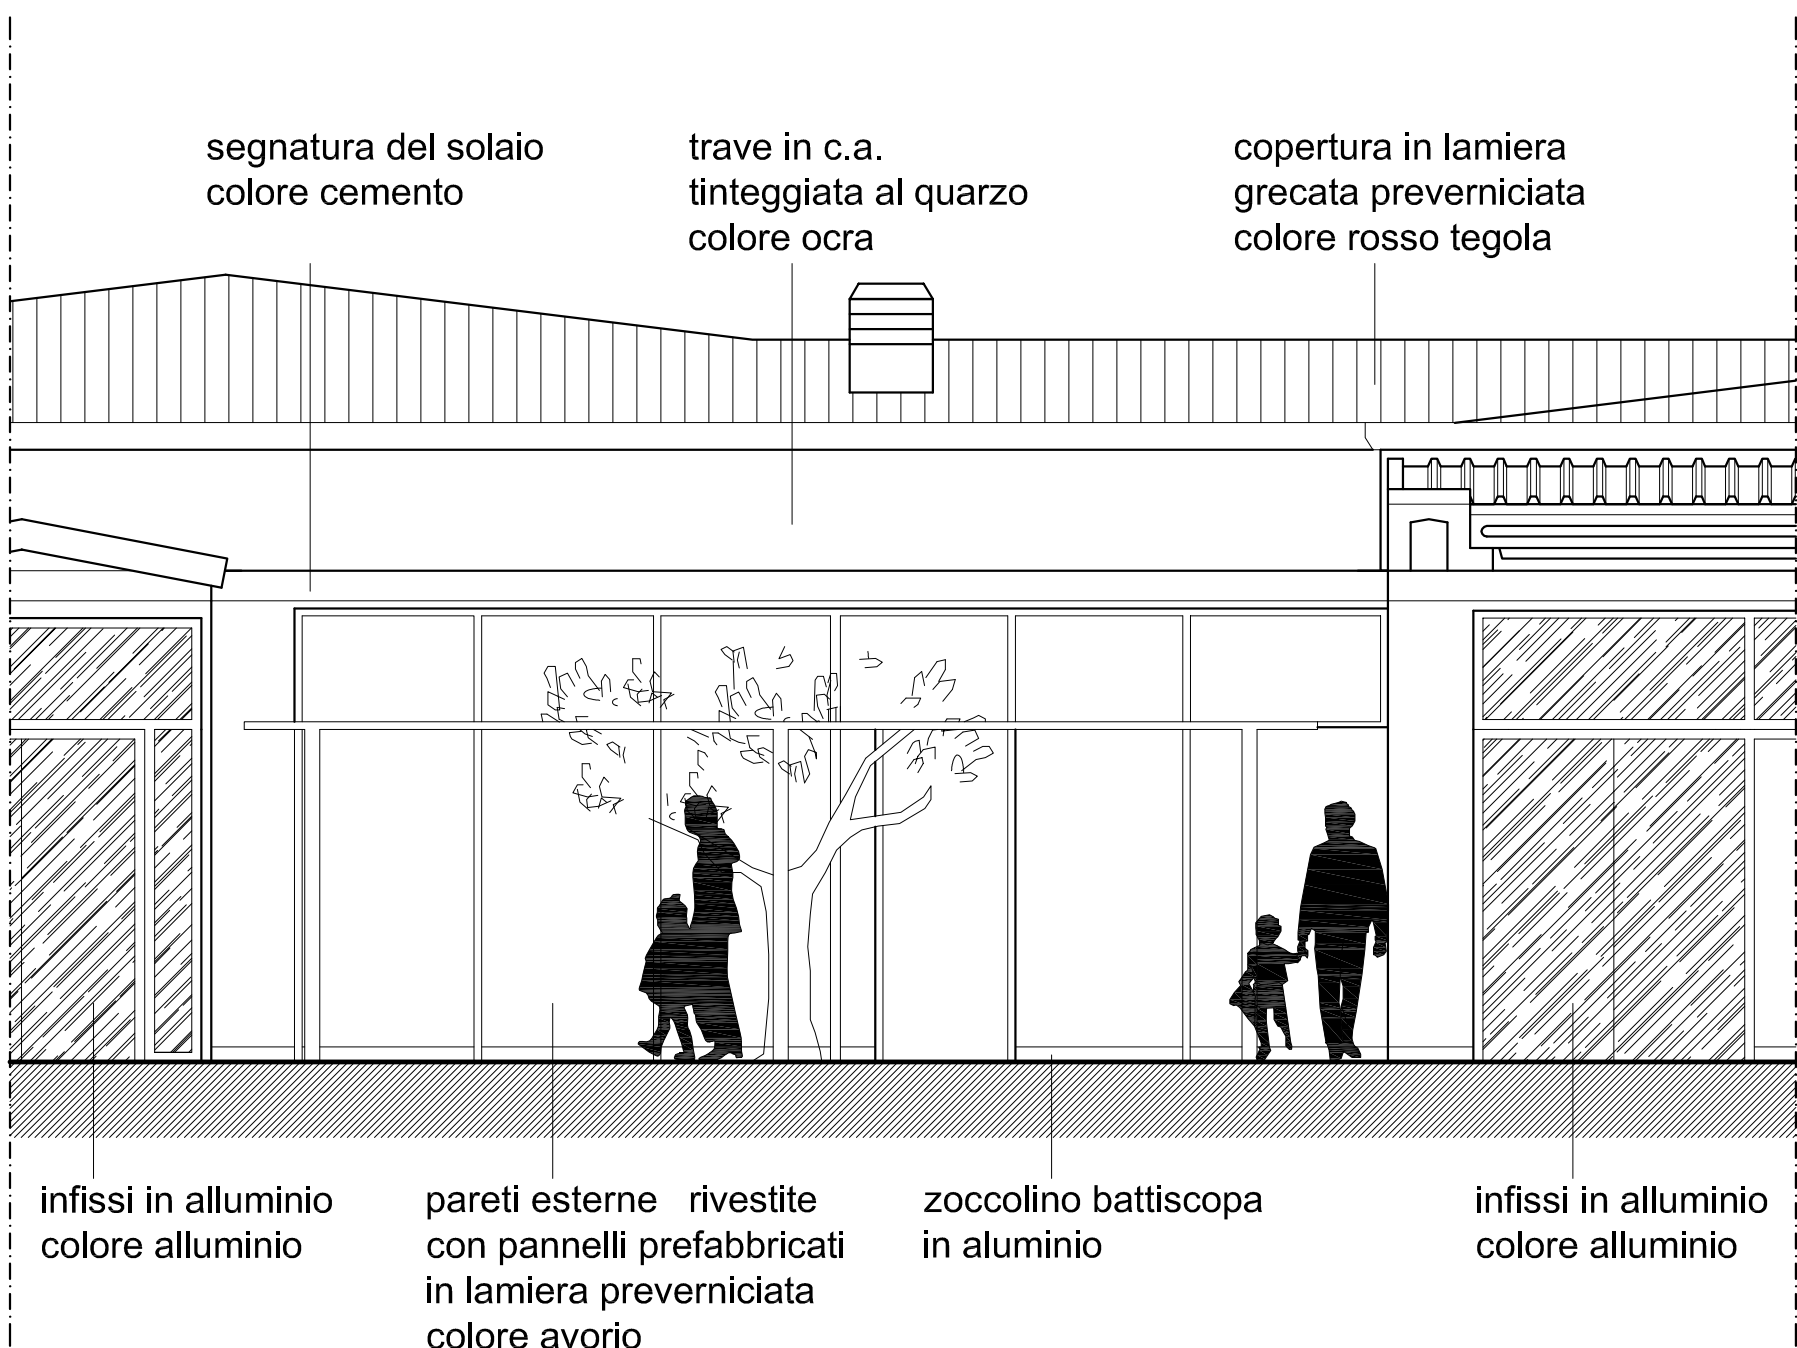 segnatura del solaio
colore cemento
trave in c.a.
tinteggiata al quarzo
colore ocra
copertura in lamiera
grecata preverniciata
colore rosso tegola
infissi in alluminio
colore alluminio
pareti esterne rivestite
con pannelli prefabbricati
in lamiera preverniciata
colore avorio
zoccolino battiscopa
in aluminio
infissi in alluminio
colore alluminio